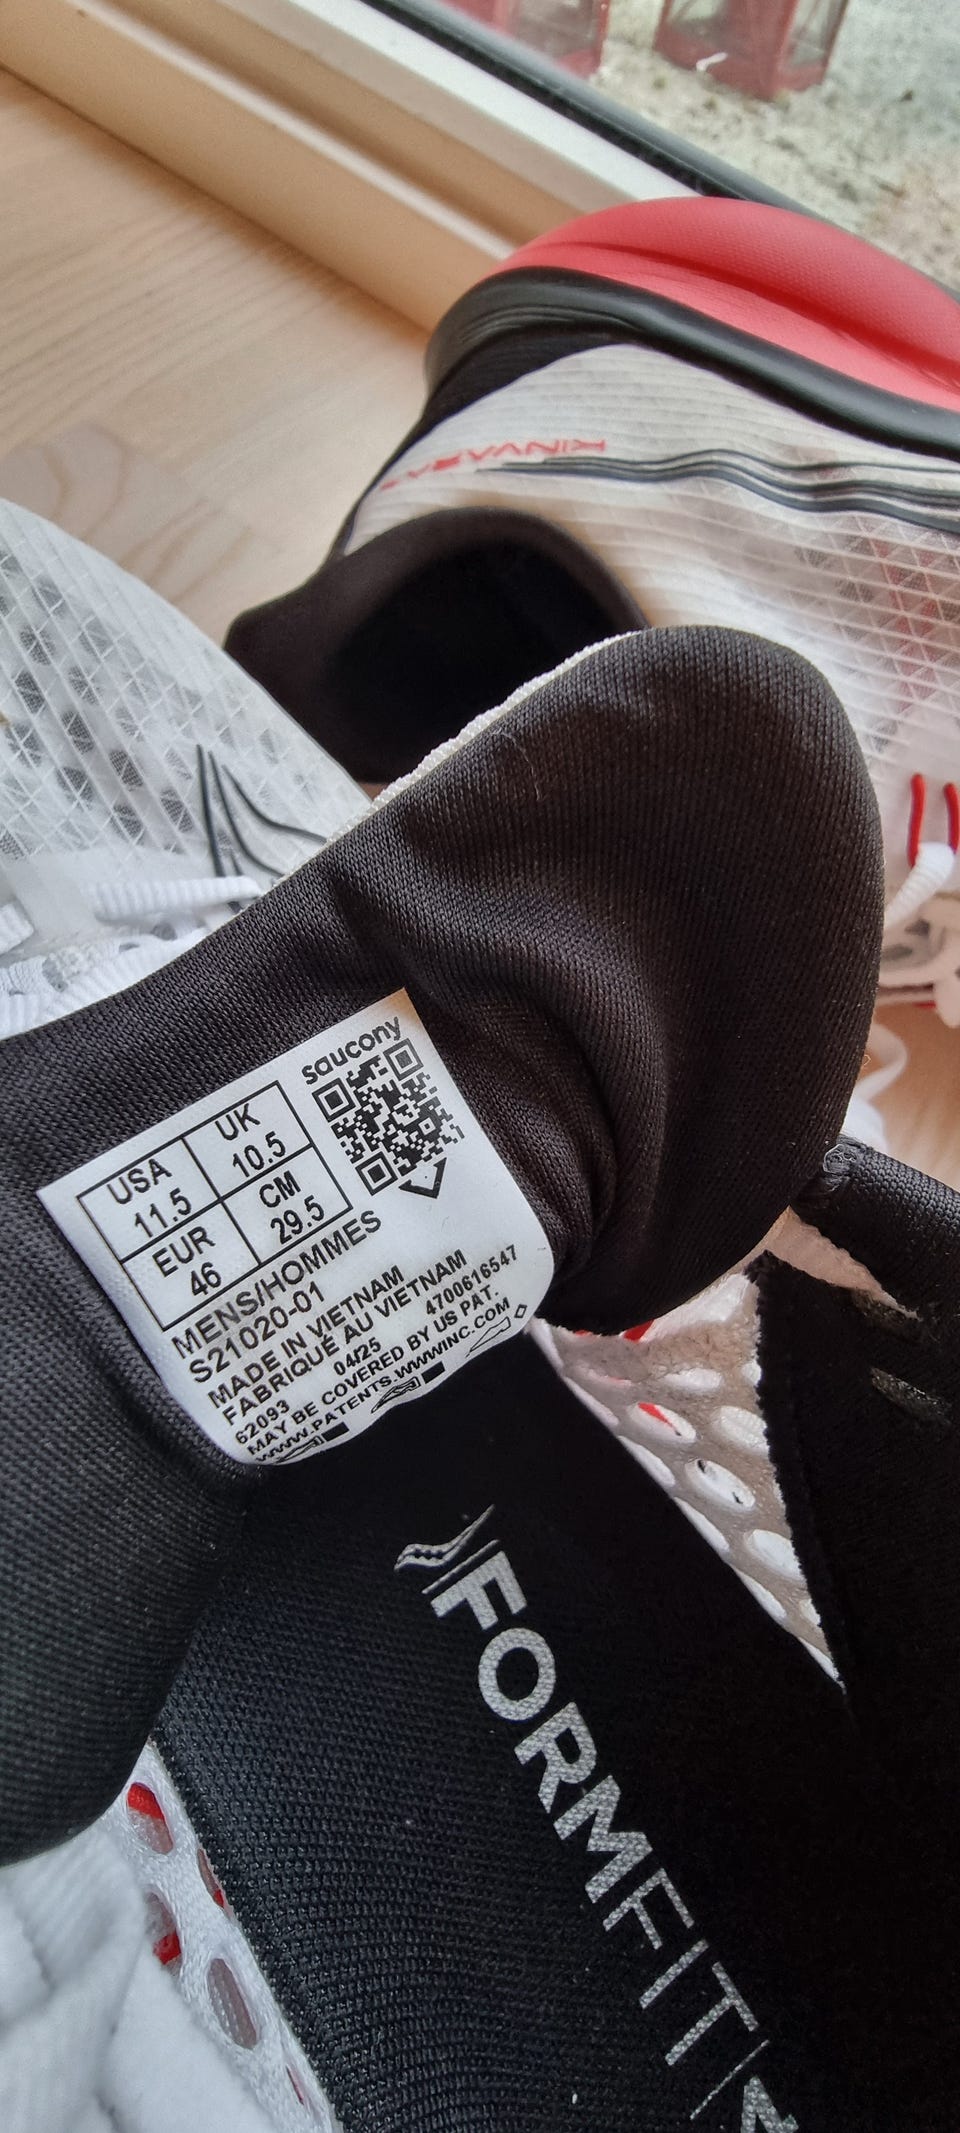 KINVARA
saucony
USA UK
11.5 10.5
EUR CM
46 29.5
MENS/HOMMES
S21020-01
MADE IN VIETNAM
FABRIQUÉ AU VIETNAM
04/25 4700616547
62093
MAY BE COVERED BY US PAT.
WWW.PATENTS.WWWINC.COM
FORMFIT